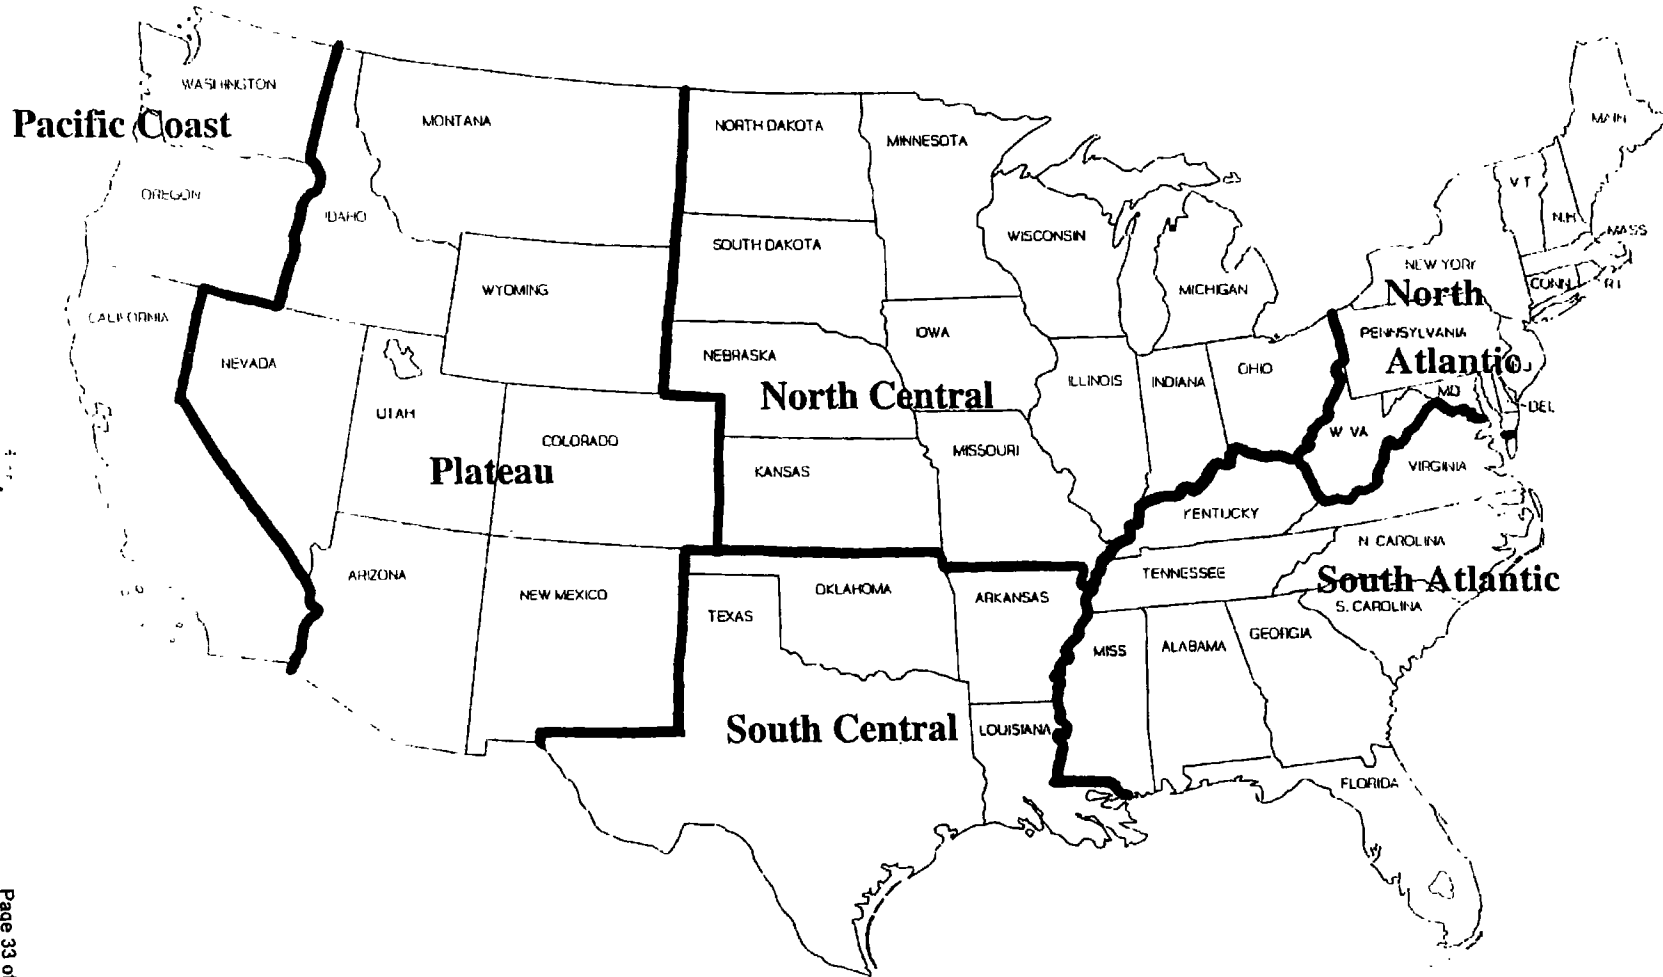 WASHINGTON
Pacific Coast
MONTANA
NORTH DAKOTA
MINNESOTA
MAIN
OREGON
IDAHO
V T
N.H
MASS
SOUTH DAKOTA
WISCONSIN
NEW YORK
CONN
R I
WYOMING
MICHIGAN
North
CALIFORNIA
IOWA
PENNSYLVANIA
NEVADA
NEBRASKA
OHIO
Atlantic
J
UTAH
North Central
ILLINOIS
INDIANA
MD
DEL
COLORADO
MISSOURI
W VA
VIRGINIA
Plateau
KANSAS
KENTUCKY
N CAROLINA
ARIZONA
NEW MEXICO
OKLAHOMA
ARKANSAS
TENNESSEE
South Atlantic
S. CAROLINA
TEXAS
MISS
ALABAMA
GEORGIA
South Central
LOUISIANA
FLORIDA
Page 33 of